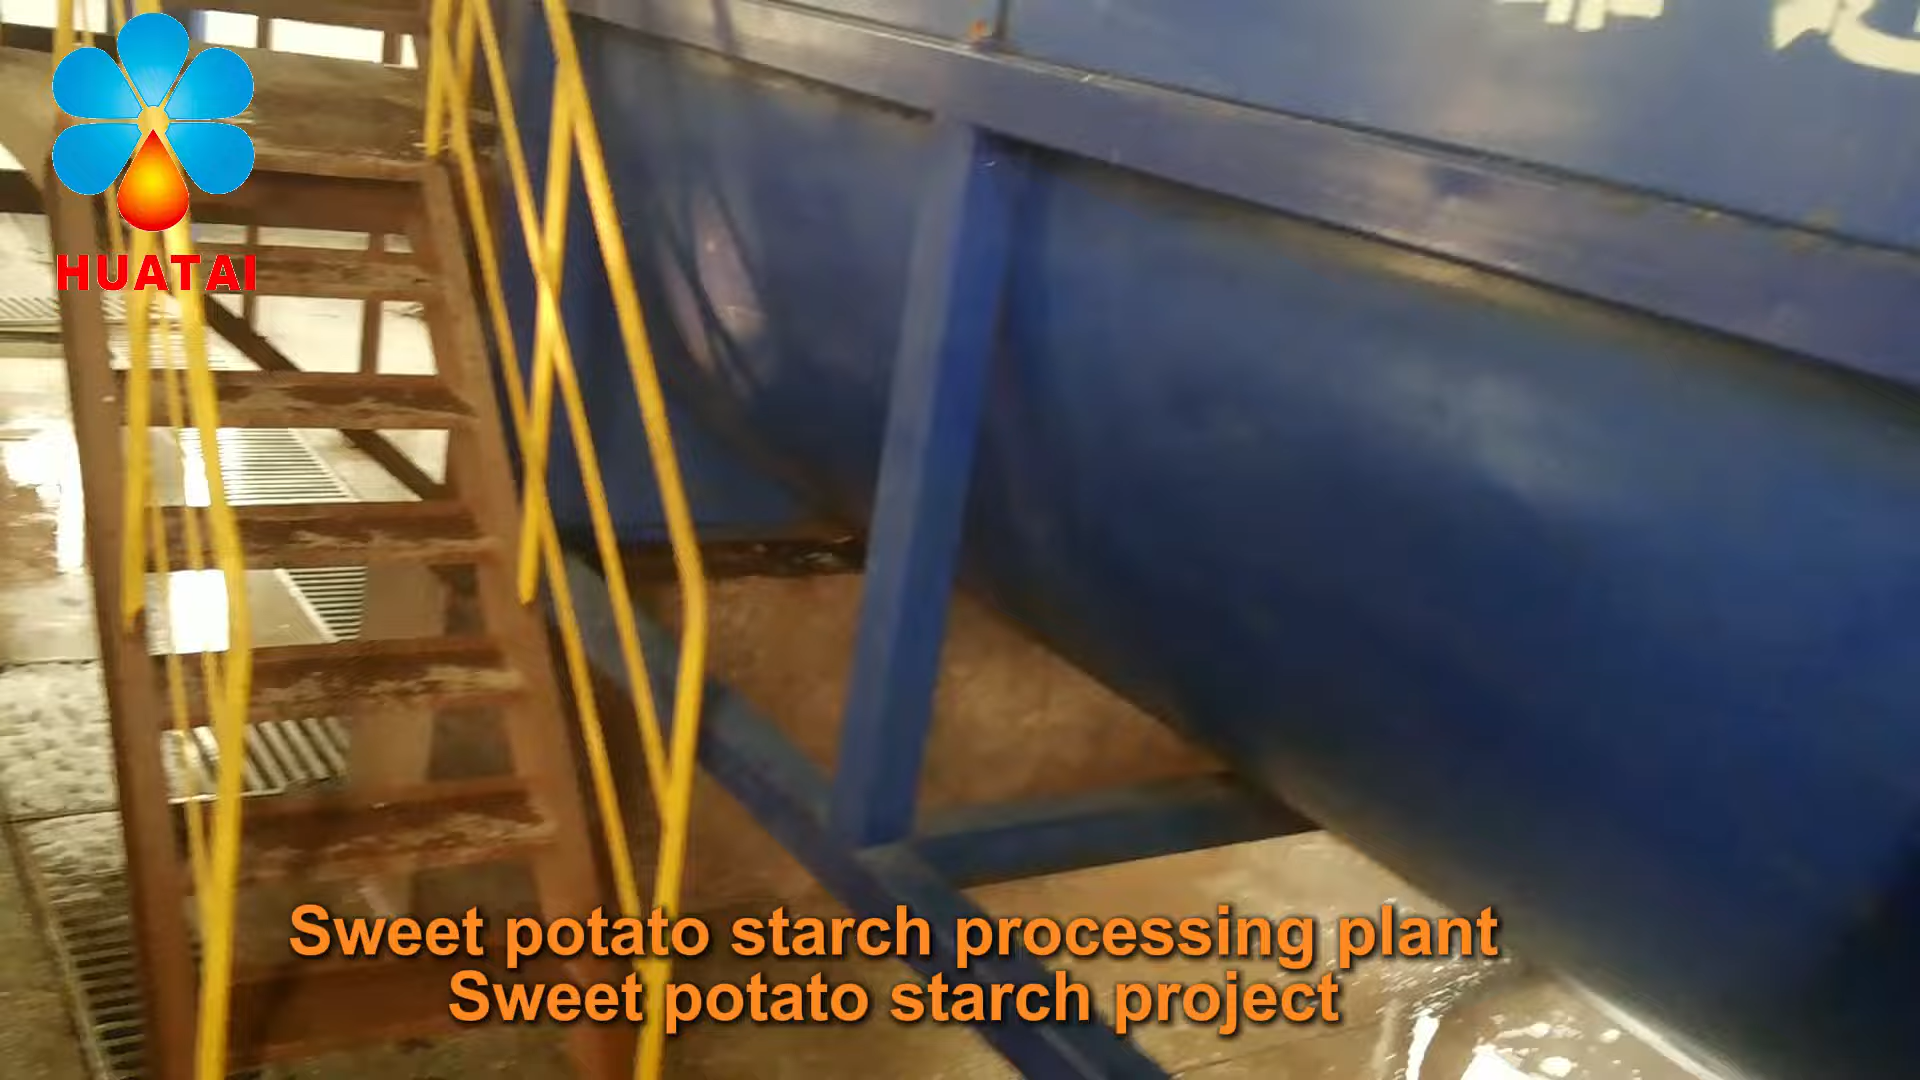 HUATAI
Sweet potato starch processing plant
Sweet potato starch project